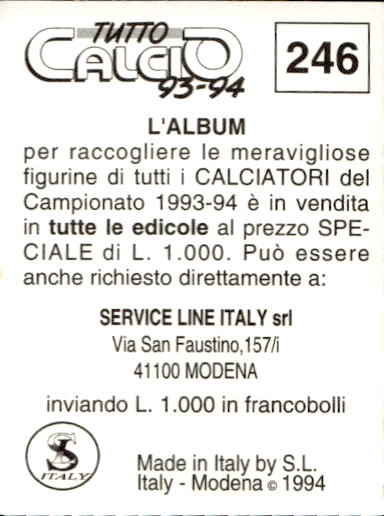 TUTTO
CALCIO
93-94
246
L'ALBUM
per raccogliere le meravigliose
figurine di tutti i CALCIATORI del
Campionato 1993-94 è in vendita
in tutte le edicole al prezzo SPE-
CIALE di L. 1.000. Può essere
anche richiesto direttamente a:
SERVICE LINE ITALY srl
Via San Faustino,157/i
41100 MODENA
inviando L. 1.000 in francobolli
SL
ITALY
Made in Italy by S.L.
Italy - Modena © 1994